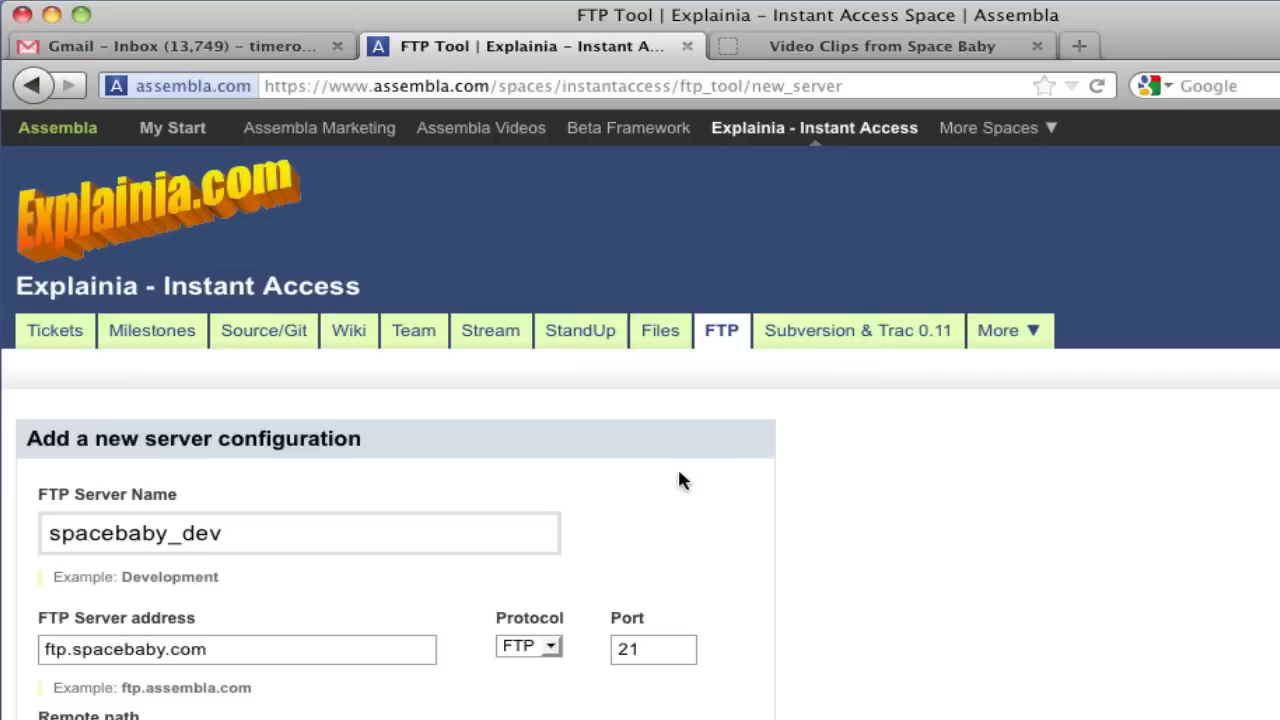 FTP Tool | Explainia – Instant Access Space | Assembla
Gmail – Inbox (13,749) – timero...
FTP Tool | Explainia – Instant A...
Video Clips from Space Baby
assembla.com https://www.assembla.com/spaces/instantaccess/ftp_tool/new_server
Google
Assembla My Start Assembla Marketing Assembla Videos Beta Framework Explainia - Instant Access More Spaces ▼
Explainia.com
Explainia - Instant Access
Tickets Milestones Source/Git Wiki Team Stream StandUp Files FTP Subversion & Trac 0.11 More ▼
Add a new server configuration
FTP Server Name
spacebaby_dev
Example: Development
FTP Server address Protocol Port
ftp.spacebaby.com FTP 21
Example: ftp.assembla.com
Remote path